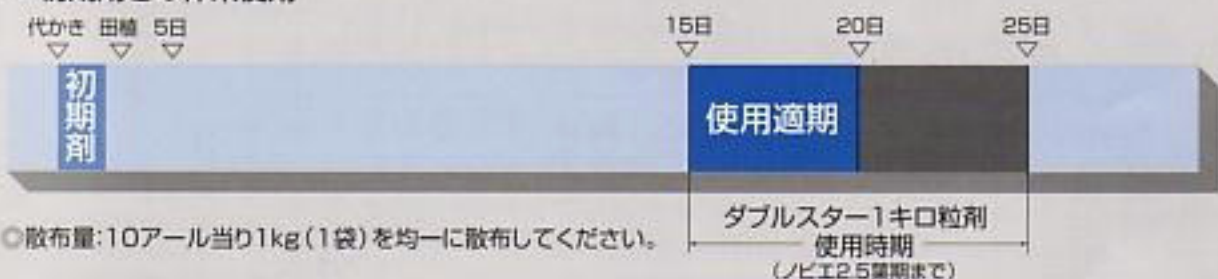 代かき 田植 5日 15日 20日 25日
初期剤
使用適期
ダブルスター1キロ粒剤
使用時期
(ノビエ2.5葉期まで)
◎散布量:10アール当り1kg(1袋)を均一に散布してください。